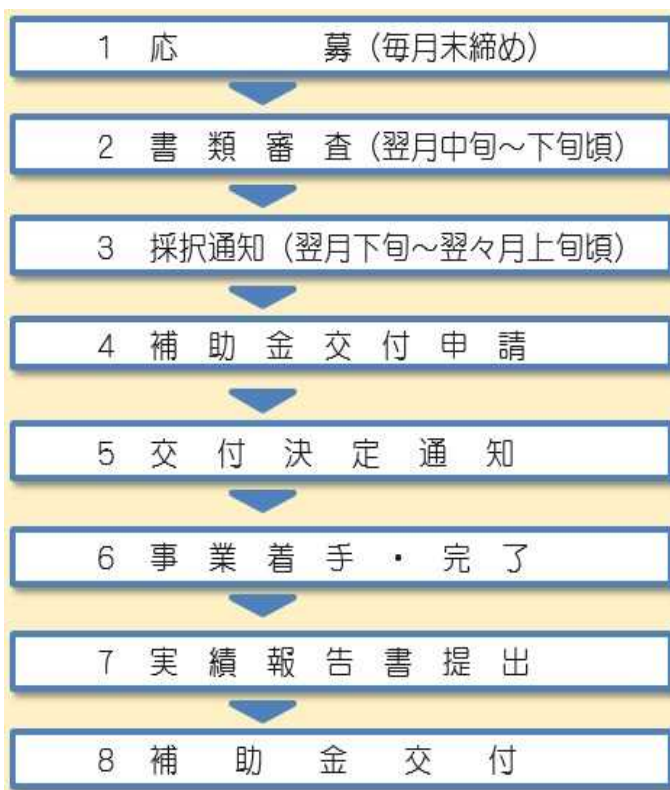 1 応募（毎月末締め）
2 書類審査（翌月中旬～下旬頃）
3 採択通知（翌月下旬～翌々月上旬頃）
4 補助金交付申請
5 交付決定通知
6 事業着手・完了
7 実績報告書提出
8 補助金交付